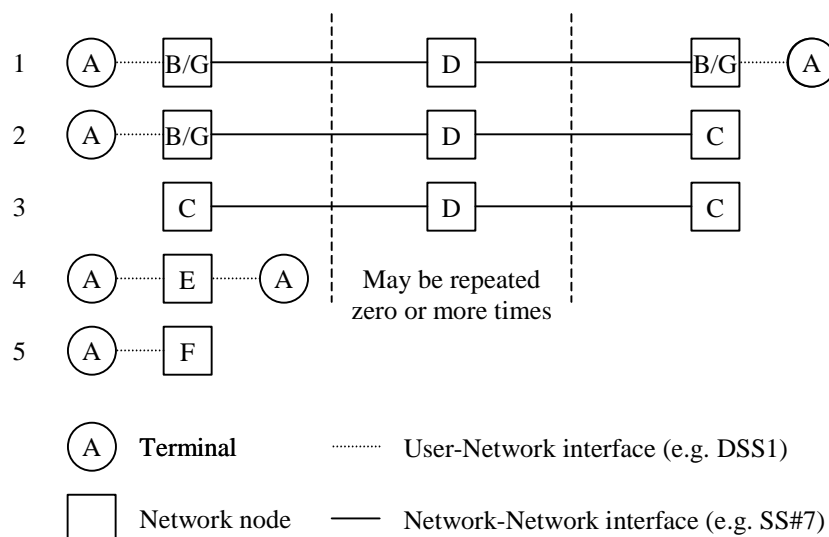 1 A B/G D B/G A
2 A B/G D C
3 C D C
4 A E A May be repeated
zero or more times
5 A F
A Terminal User-Network interface (e.g. DSS1)
Network node Network-Network interface (e.g. SS#7)